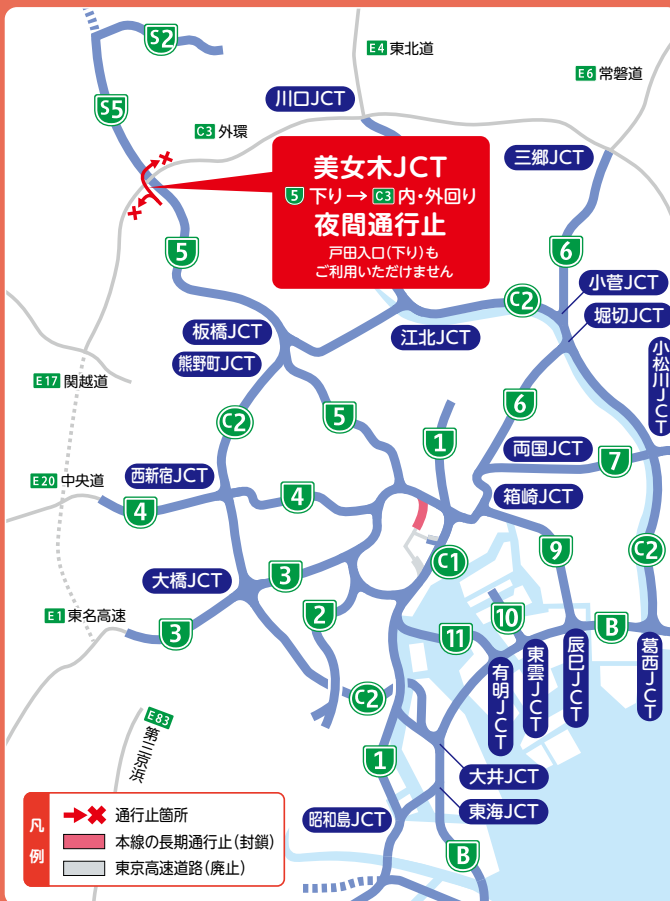 S2
E4 東北道
E6 常磐道
S5
川口JCT
C3 外環
三郷JCT
美女木JCT
5 下り→C3 内・外回り
夜間通行止
戸田入口(下り)も
ご利用いただけません
5
6
C2
小菅JCT
堀切JCT
板橋JCT
江北JCT
熊野町JCT
小松川JCT
E17 関越道
C2
5
6
1
両国JCT
7
E20 中央道
西新宿JCT
4
4
箱崎JCT
9
C2
C1
大橋JCT
3
E1 東名高速
3
2
10
B
11
有明JCT
東雲JCT
辰巳JCT
葛西JCT
C2
E83
第三京浜
1
大井JCT
東海JCT
昭和島JCT
B
凡例
通行止箇所
本線の長期通行止(封鎖)
東京高速道路(廃止)